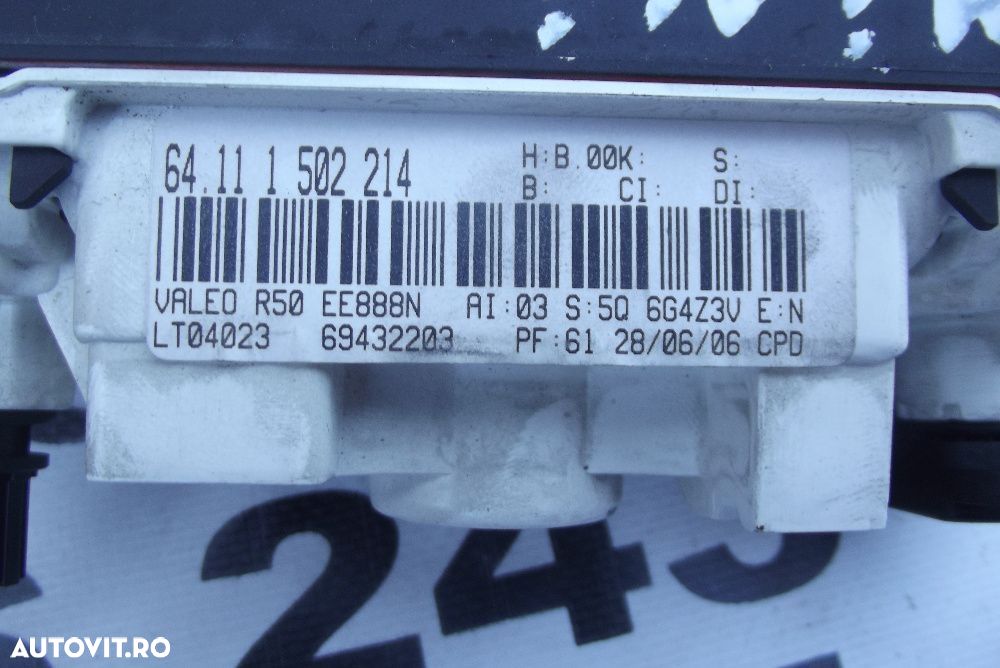 64.11 1 502 214
H:B.00K: S:
B: CI: DI:
VALEO R50 EE888N AI:03 S:5Q 6G4Z3V E:N
LT04023 69432203 PF:61 28/06/06 CPD
AUTOVIT.RO